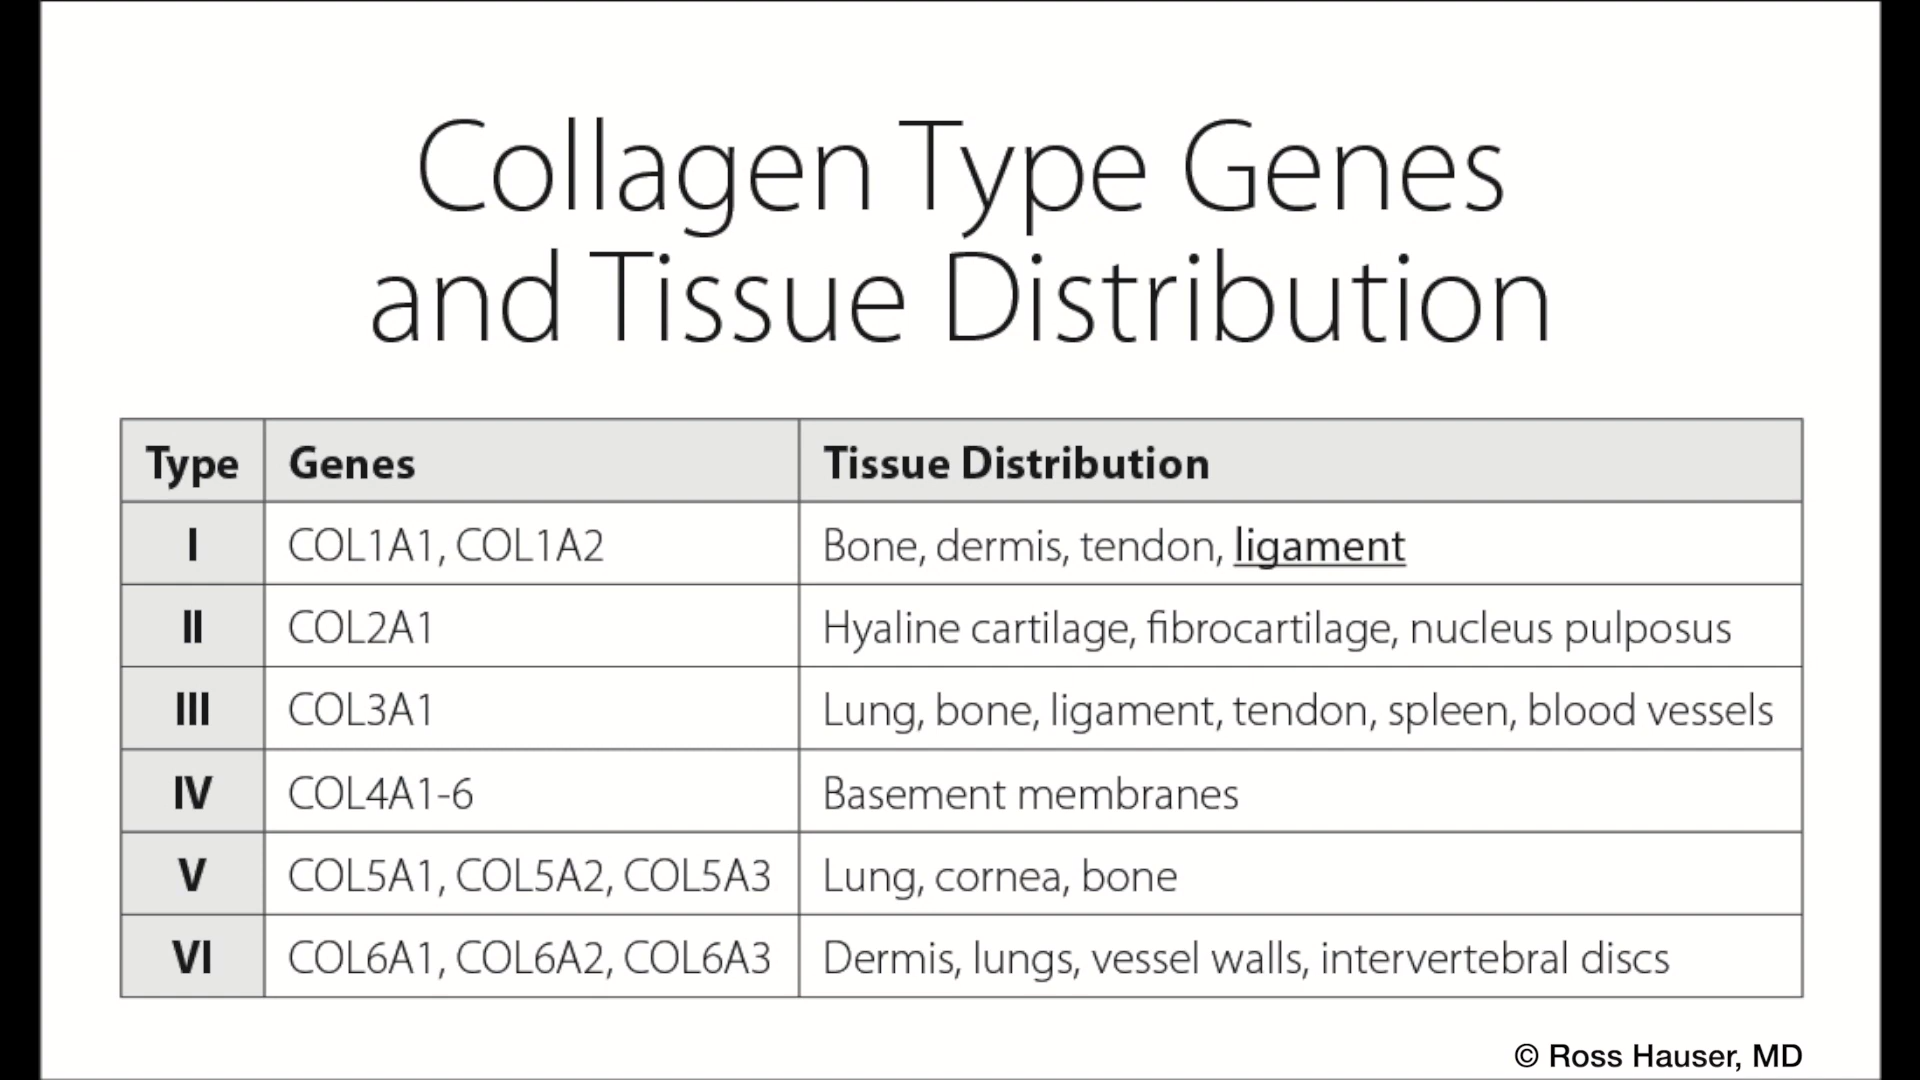 Collagen Type Genes
and Tissue Distribution
Type Genes Tissue Distribution
I COL1A1, COL1A2 Bone, dermis, tendon, ligament
II COL2A1 Hyaline cartilage, fibrocartilage, nucleus pulposus
III COL3A1 Lung, bone, ligament, tendon, spleen, blood vessels
IV COL4A1-6 Basement membranes
V COL5A1, COL5A2, COL5A3 Lung, cornea, bone
VI COL6A1, COL6A2, COL6A3 Dermis, lungs, vessel walls, intervertebral discs
© Ross Hauser, MD